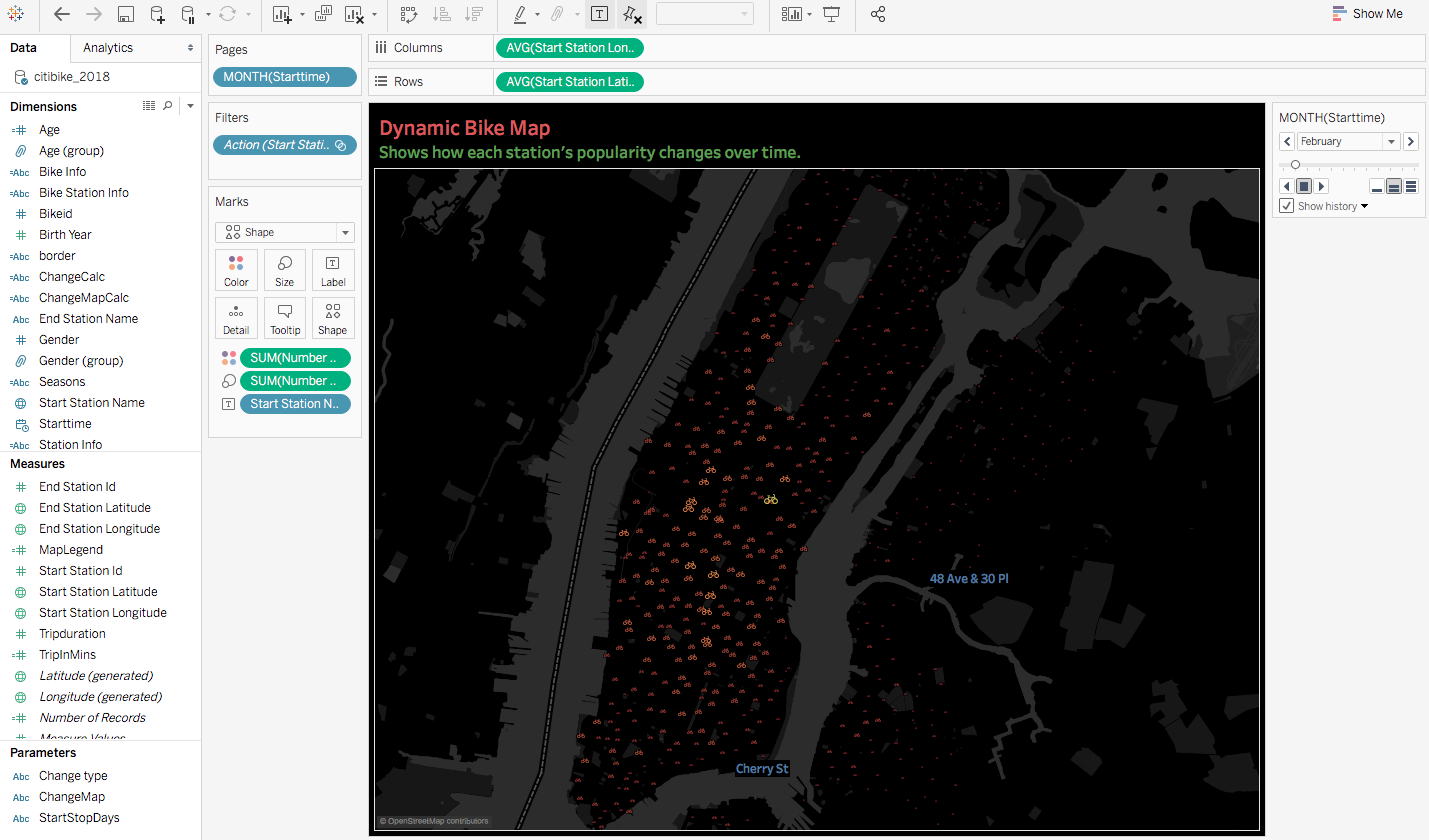 Show Me
Data
Analytics
citibike_2018
Dimensions
Age
Age (group)
Bike Info
Bike Station Info
Bikeid
Birth Year
border
ChangeCalc
ChangeMapCalc
End Station Name
Gender
Gender (group)
Seasons
Start Station Name
Starttime
Station Info
Measures
End Station Id
End Station Latitude
End Station Longitude
MapLegend
Start Station Id
Start Station Latitude
Start Station Longitude
Tripduration
TripInMins
Latitude (generated)
Longitude (generated)
Number of Records
Measure Values
Parameters
Change type
ChangeMap
StartStopDays
Pages
MONTH(Starttime)
Filters
Action (Start Stati..
Marks
Shape
Color
Size
Label
Detail
Tooltip
Shape
SUM(Number ..
SUM(Number ..
Start Station N..
Columns
AVG(Start Station Lon..
Rows
AVG(Start Station Lati..
Dynamic Bike Map
Shows how each station's popularity changes over time.
48 Ave & 30 Pl
Cherry St
© OpenStreetMap contributors
MONTH(Starttime)
February
Show history